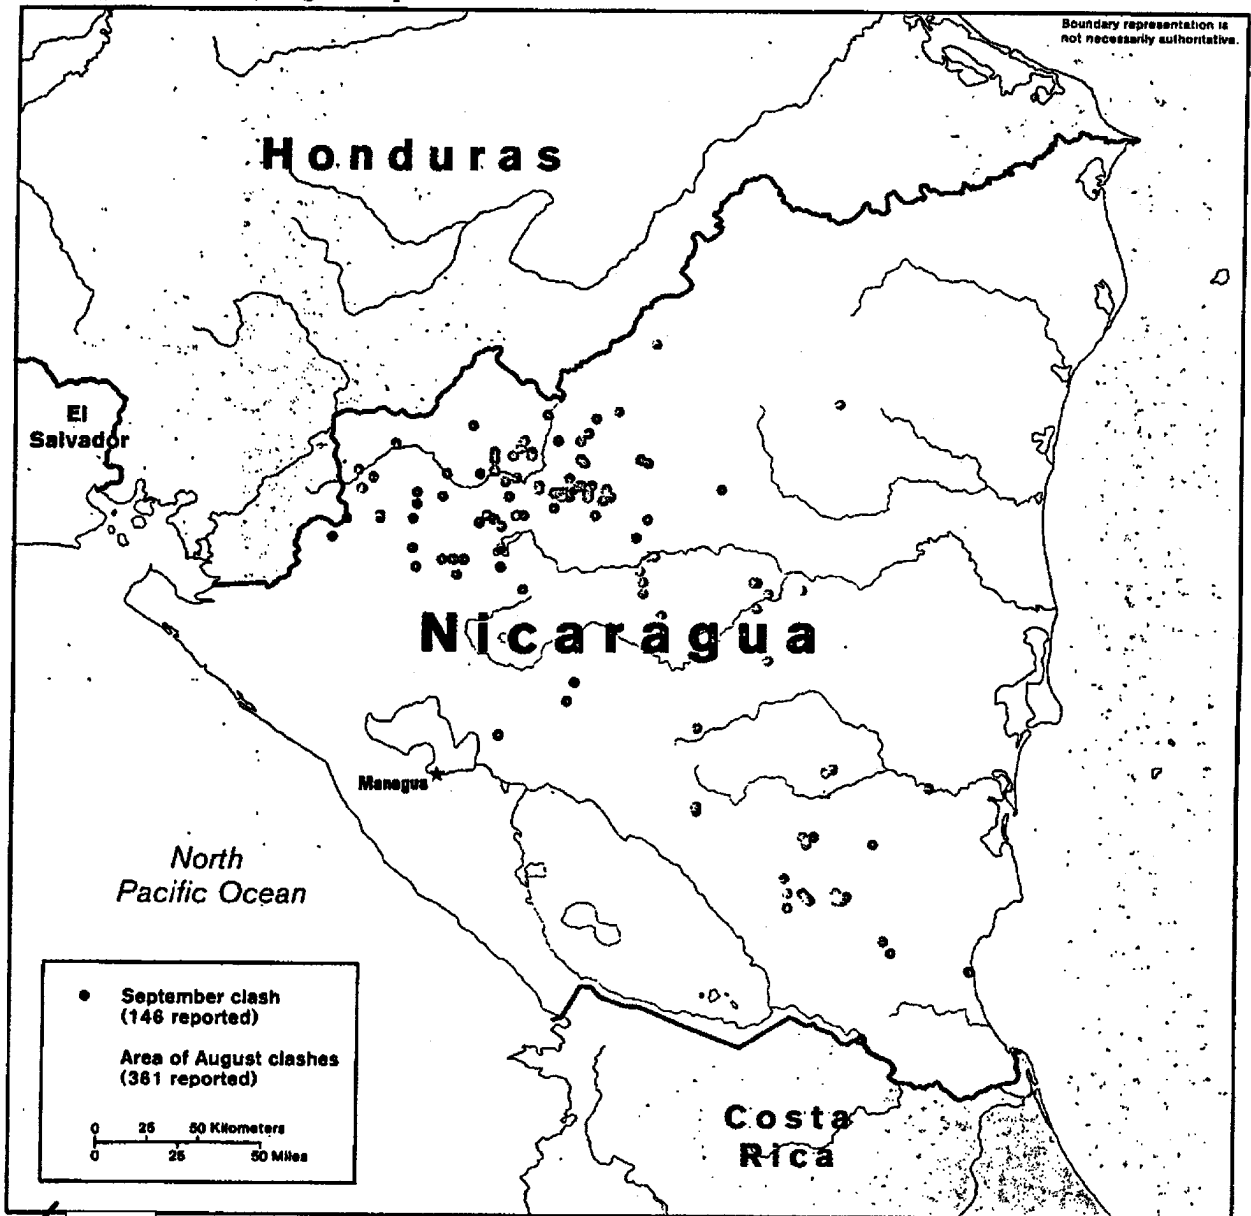 Boundary representation is
not necessarily authoritative.
Honduras
El
Salvador
Nicaragua
Managua
North
Pacific Ocean
September clash
(146 reported)
Area of August clashes
(361 reported)
0 25 50 Kilometers
0 25 50 Miles
Costa
Rica